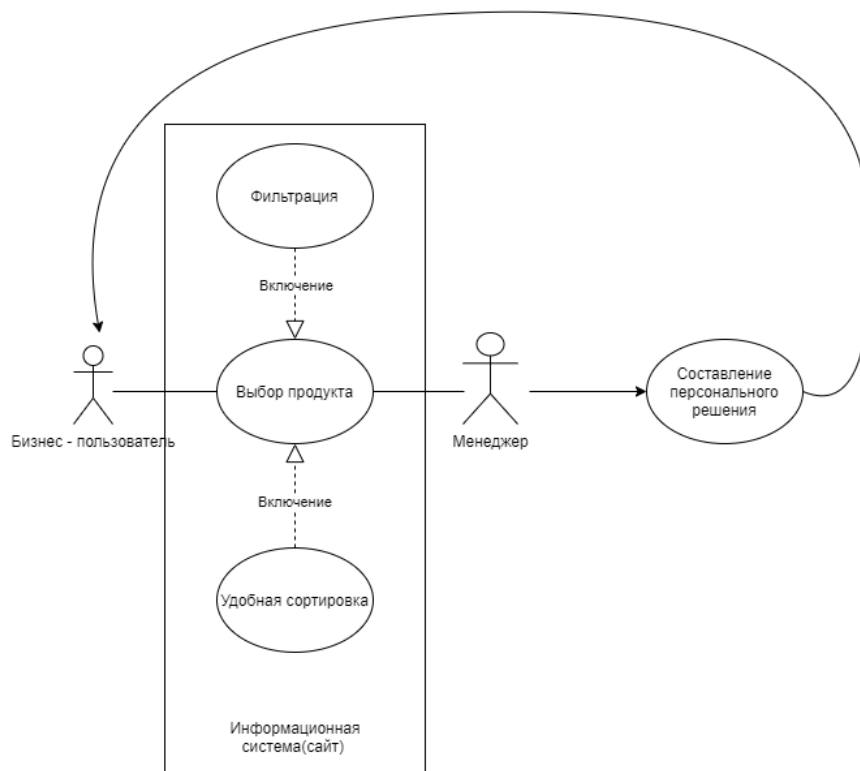 Фильтрация
Включение
Выбор продукта
Бизнес - пользователь
Менеджер
Составление
персонального
решения
Включение
Удобная сортировка
Информационная
система(сайт)